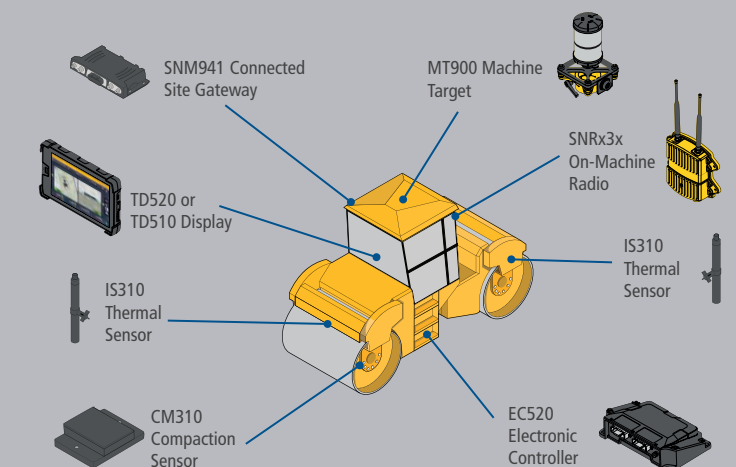 SNM941 Connected
Site Gateway
MT900 Machine
Target
SNRx3x
On-Machine
Radio
TD520 or
TD510 Display
IS310
Thermal
Sensor
IS310
Thermal
Sensor
CM310
Compaction
Sensor
EC520
Electronic
Controller